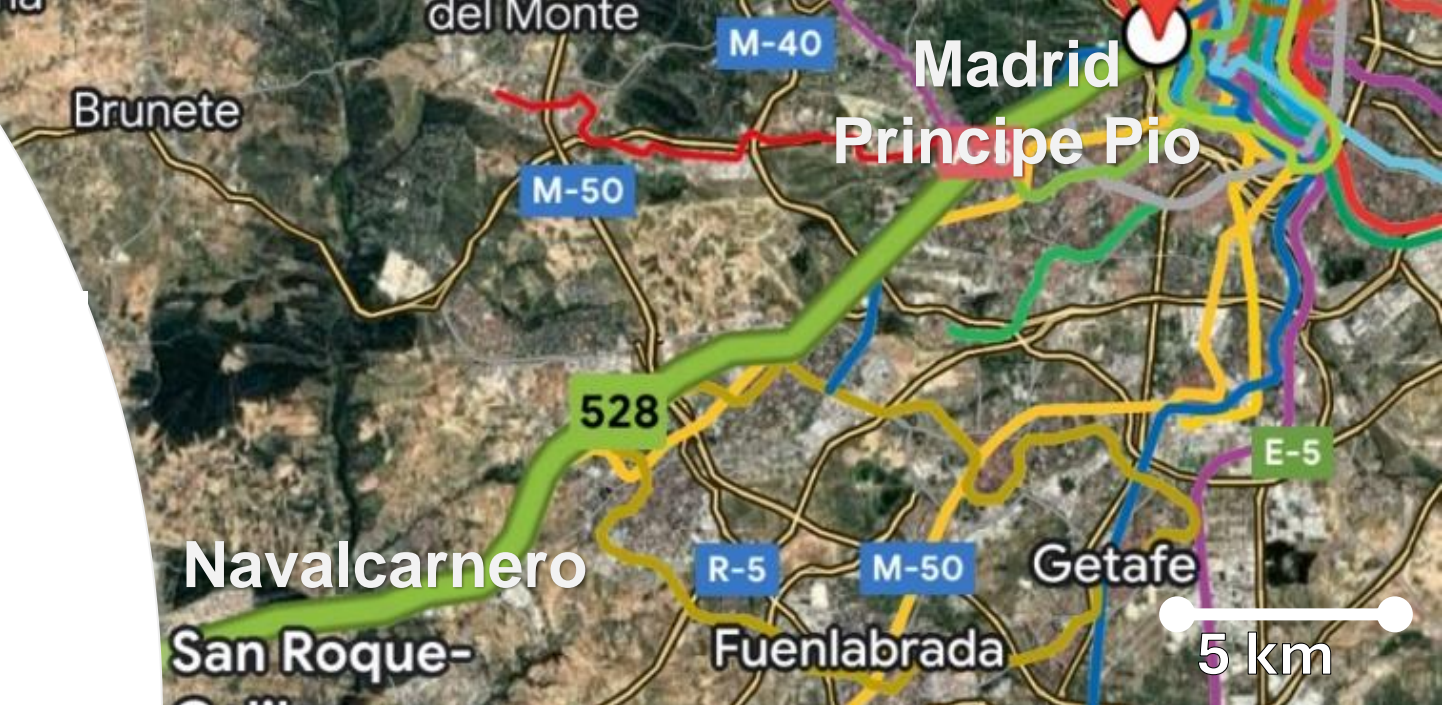 del Monte
M-40
Madrid
Principe Pio
Brunete
M-50
528
E-5
Navalcarnero
R-5
M-50
Getafe
San Roque-
Fuenlabrada
5 km